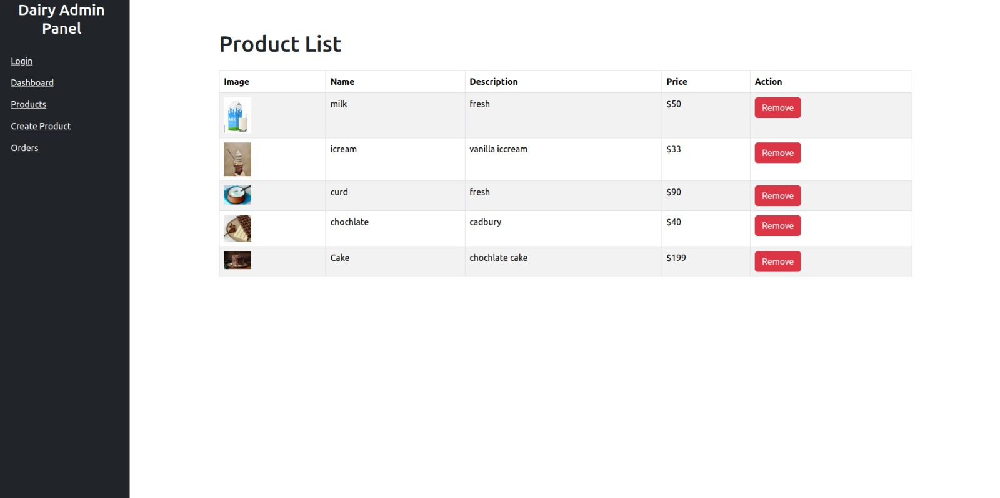 Dairy Admin
Panel
Login
Dashboard
Products
Create Product
Orders
Product List
Image Name Description Price Action
milk fresh $50 Remove
icream vanilla iccream $33 Remove
curd fresh $90 Remove
chochlate cadbury $40 Remove
Cake chochlate cake $199 Remove